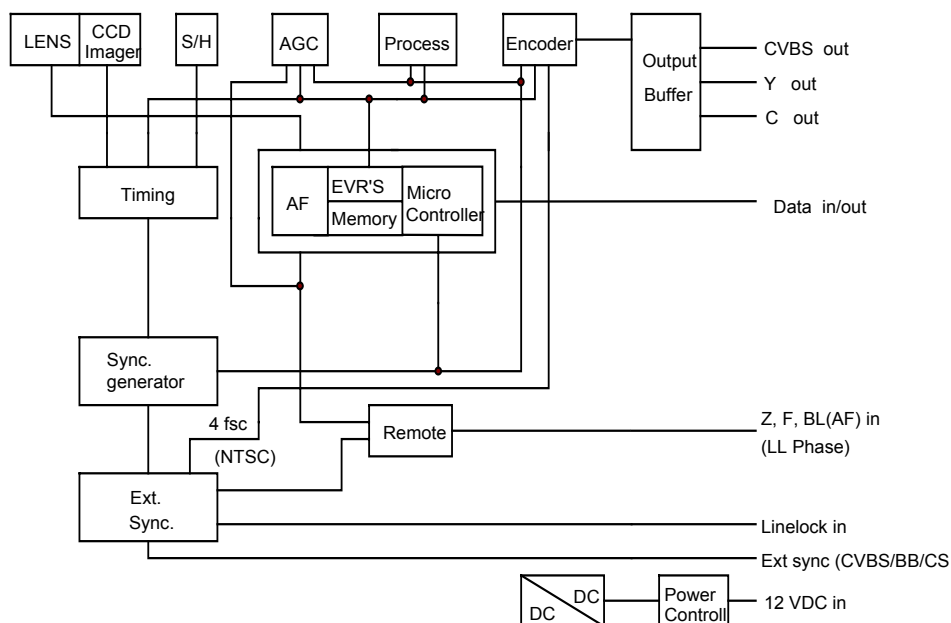 LENS
CCD
Imager
S/H
AGC
Process
Encoder
Output
Buffer
CVBS out
Y out
C out
Timing
AF
EVR'S
Memory
Micro
Controller
Data in/out
Sync.
generator
4 fsc
(NTSC)
Remote
Z, F, BL(AF) in
(LL Phase)
Ext.
Sync.
Linelock in
Ext sync (CVBS/BB/CS
DC
DC
Power
Controll
12 VDC in